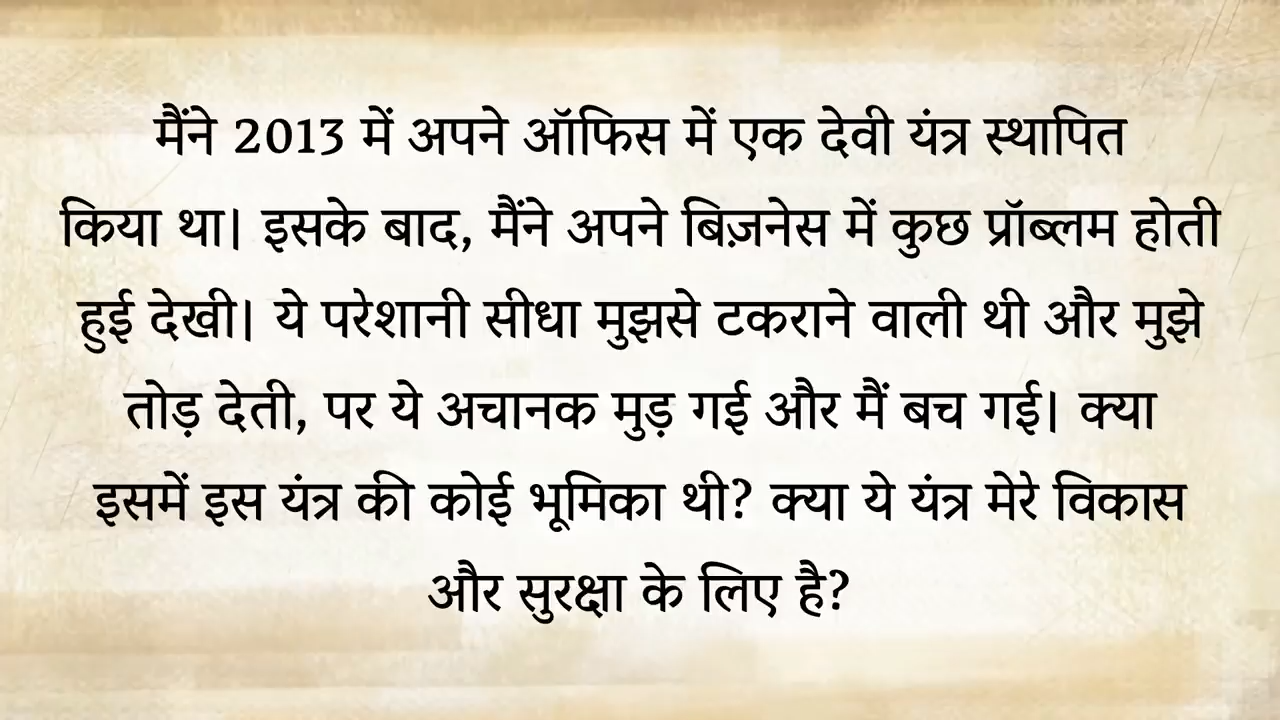 मैंने 2013 में अपने ऑफिस में एक देवी यंत्र स्थापित
किया था। इसके बाद, मैंने अपने बिज़नेस में कुछ प्रॉब्लम होती
हुई देखी। ये परेशानी सीधा मुझसे टकराने वाली थी और मुझे
तोड़ देती, पर ये अचानक मुड़ गई और मैं बच गई। क्या
इसमें इस यंत्र की कोई भूमिका थी? क्या ये यंत्र मेरे विकास
और सुरक्षा के लिए है?